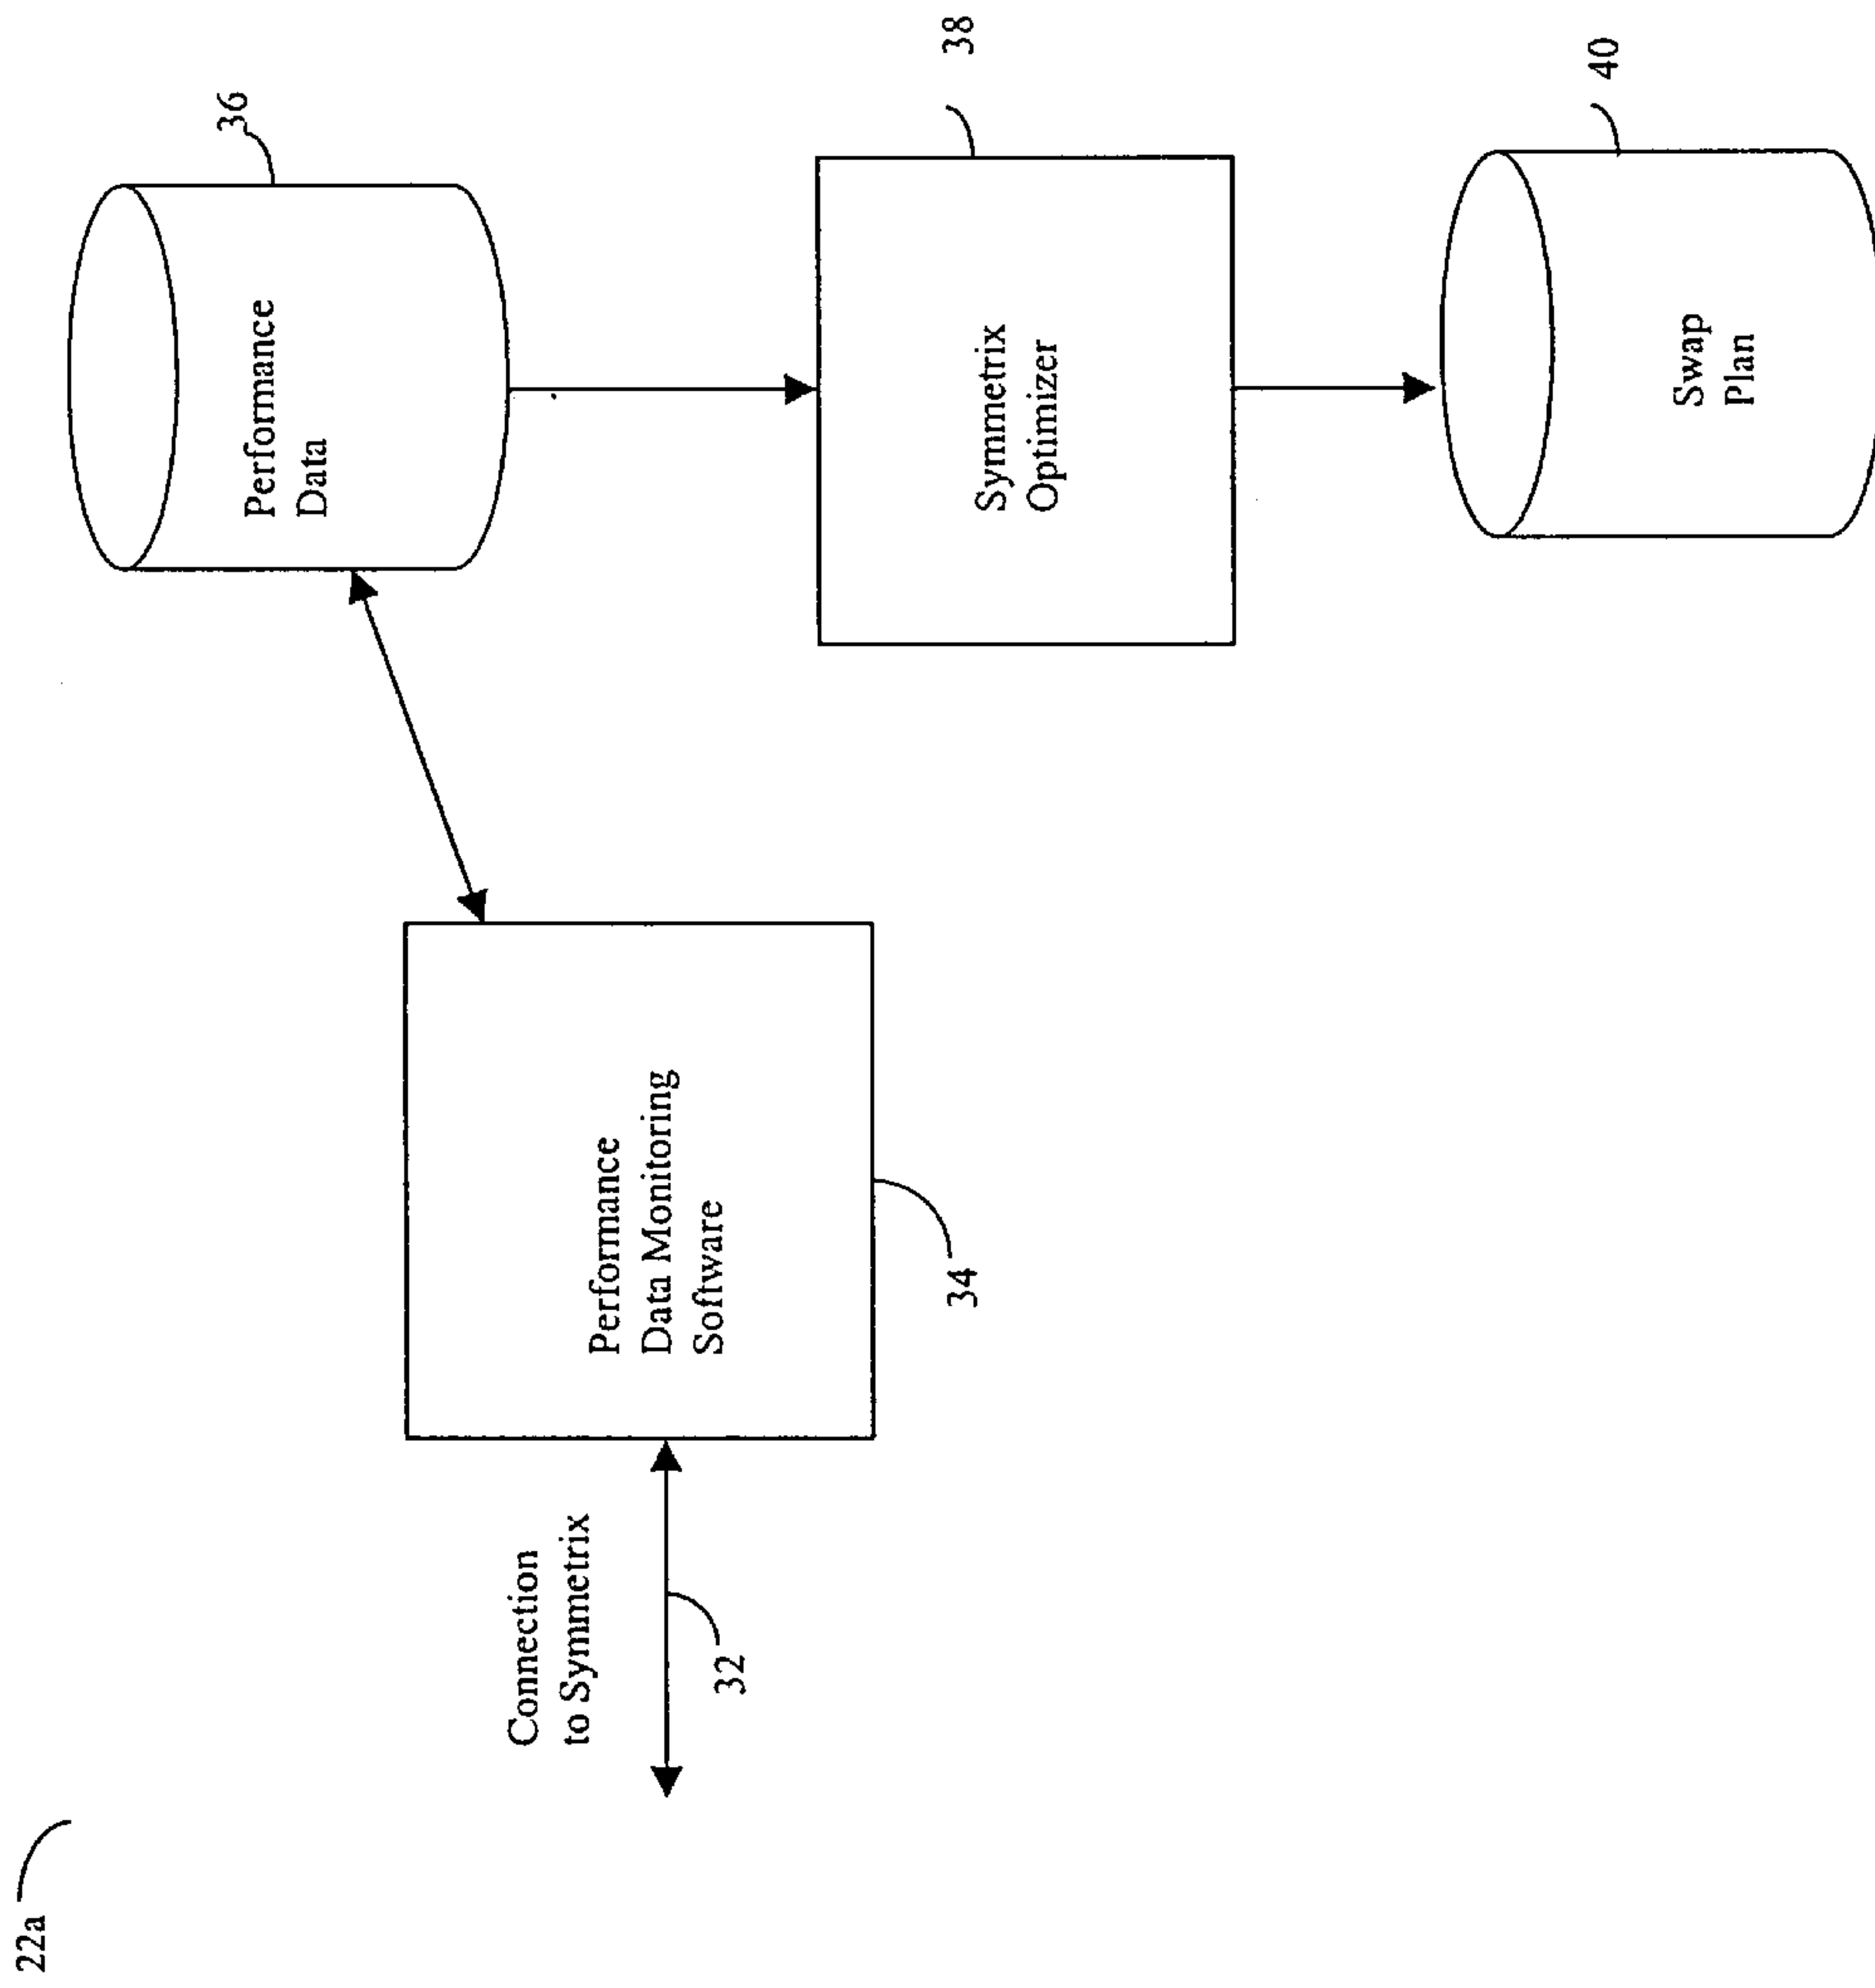 22a
Connection
to Symmetrix
32
Performance
Data Monitoring
Software
34
Performance
Data
36
Symmetrix
Optimizer
38
Swap
Plan
40